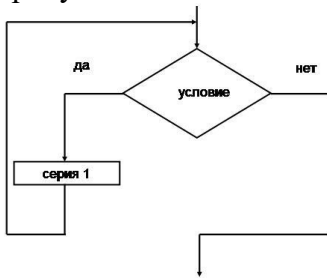 да
нет
условие
серия 1